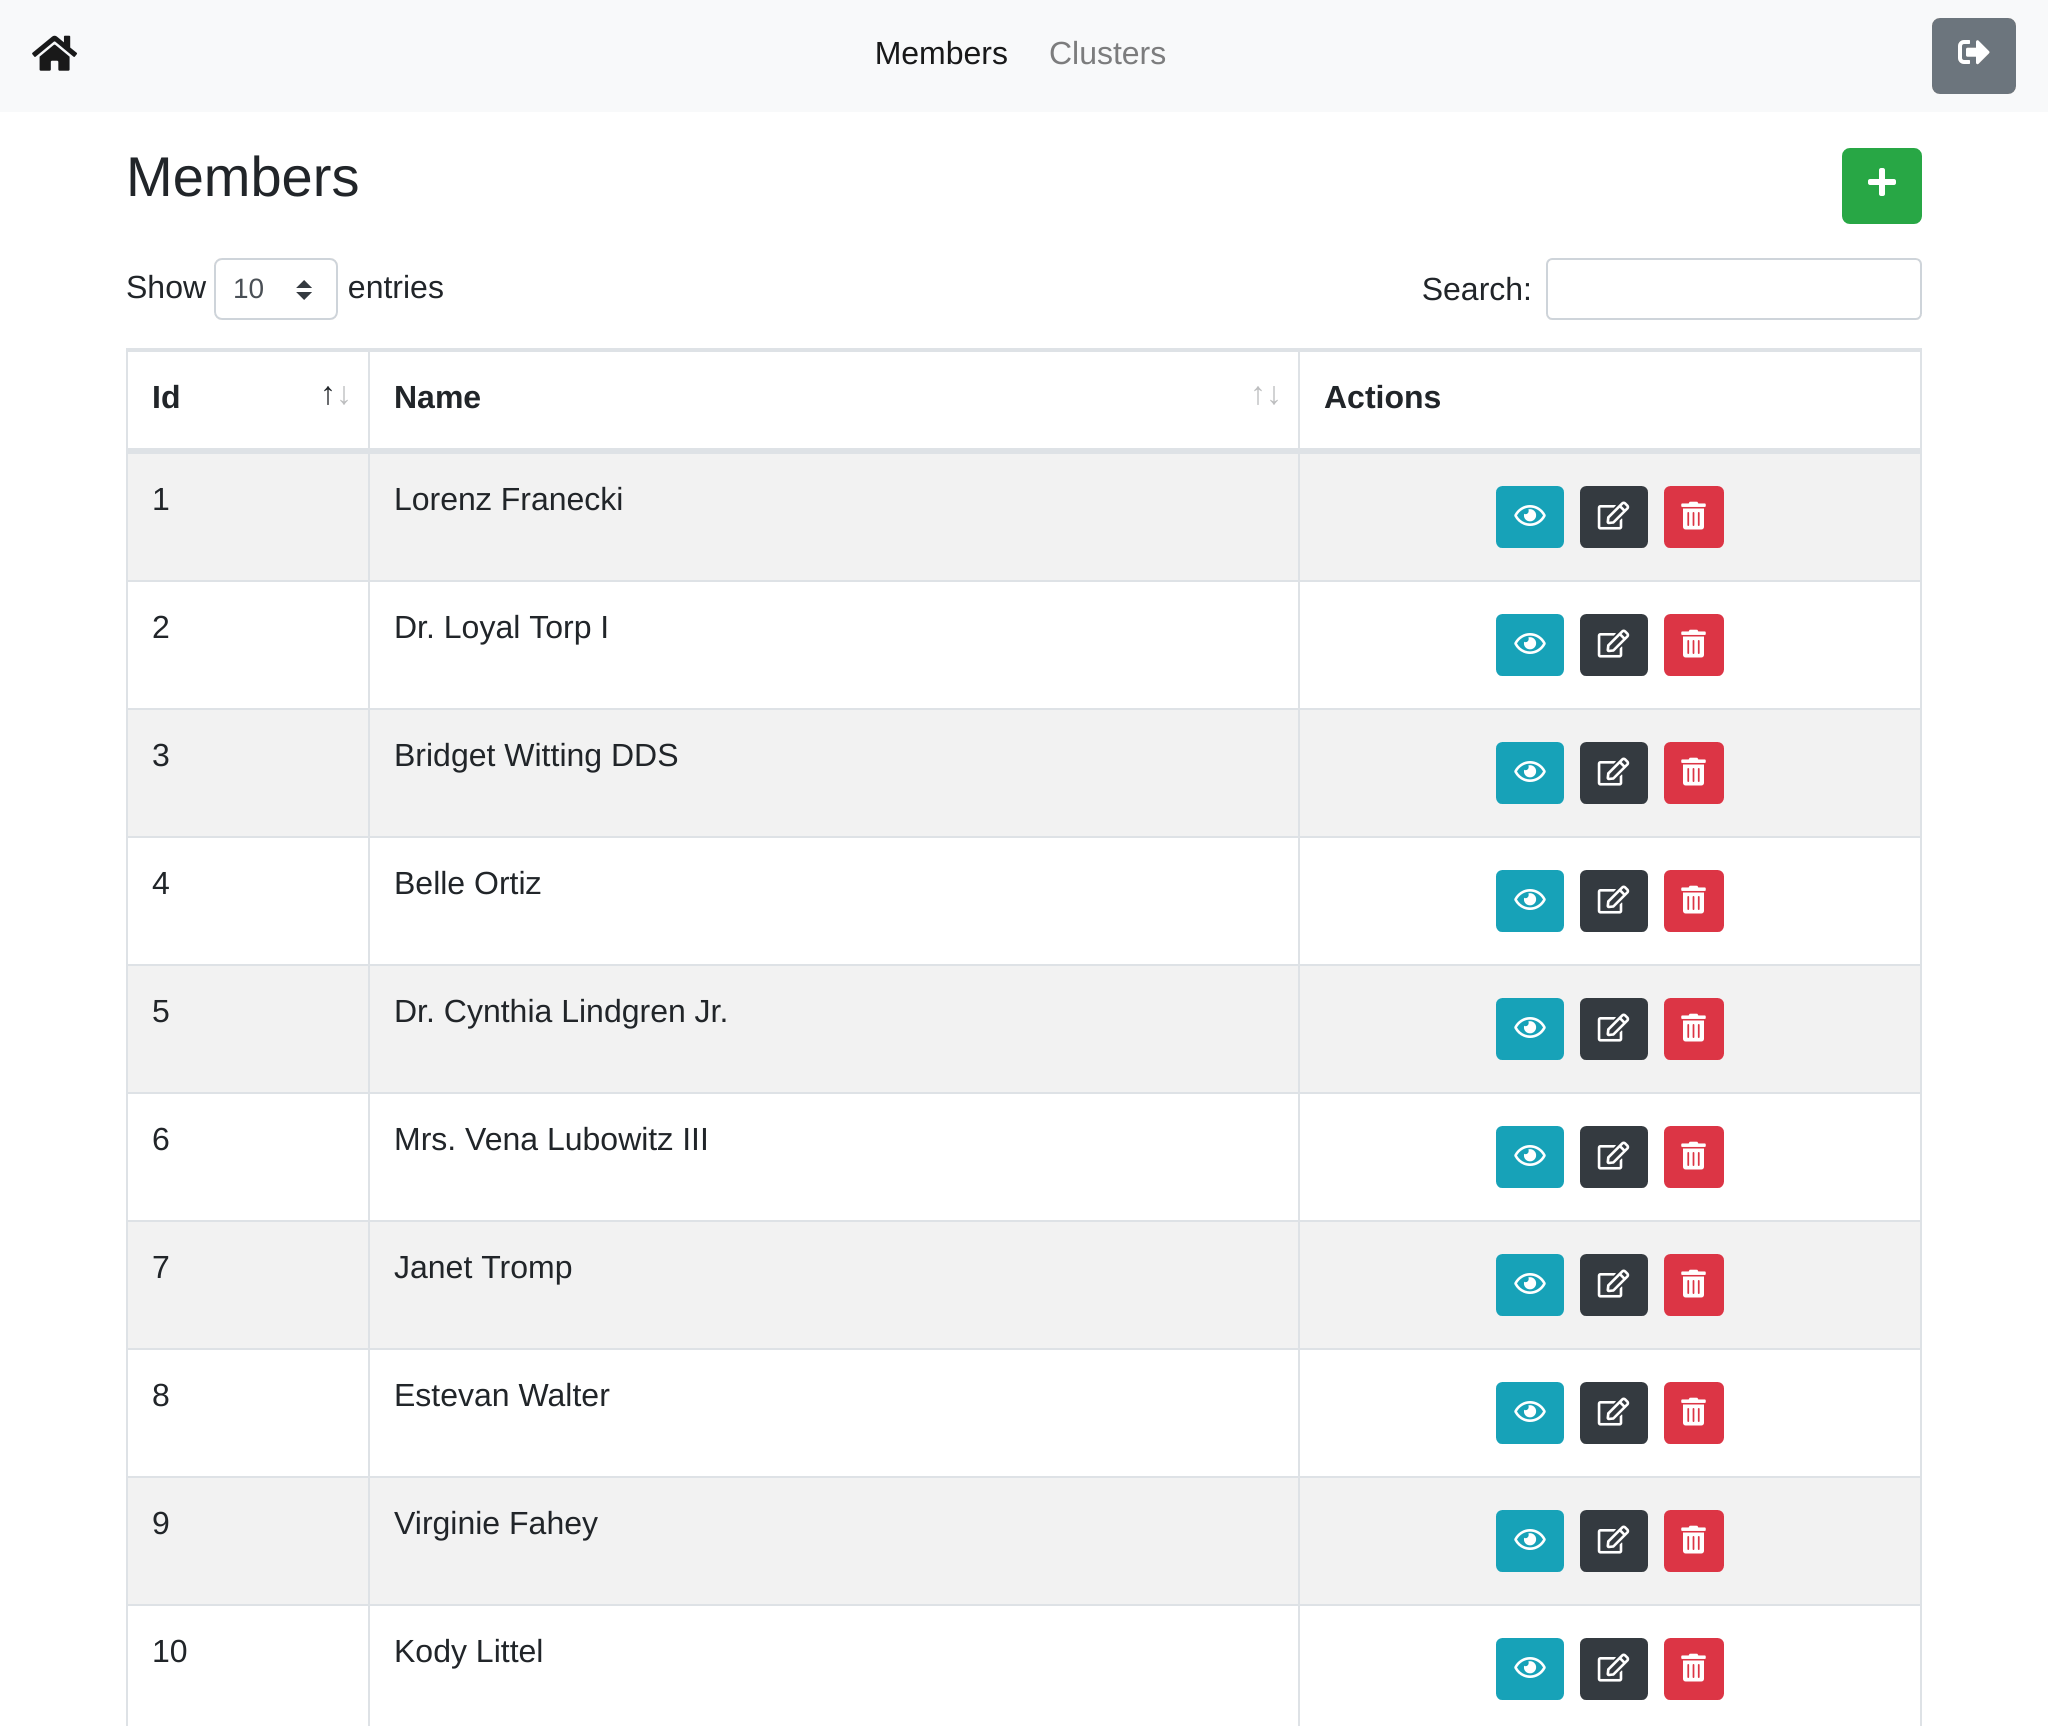 Members Clusters
Members
Show 10 entries Search:
Id ↑↓ Name ↑↓ Actions
1 Lorenz Franecki
2 Dr. Loyal Torp I
3 Bridget Witting DDS
4 Belle Ortiz
5 Dr. Cynthia Lindgren Jr.
6 Mrs. Vena Lubowitz III
7 Janet Tromp
8 Estevan Walter
9 Virginie Fahey
10 Kody Littel